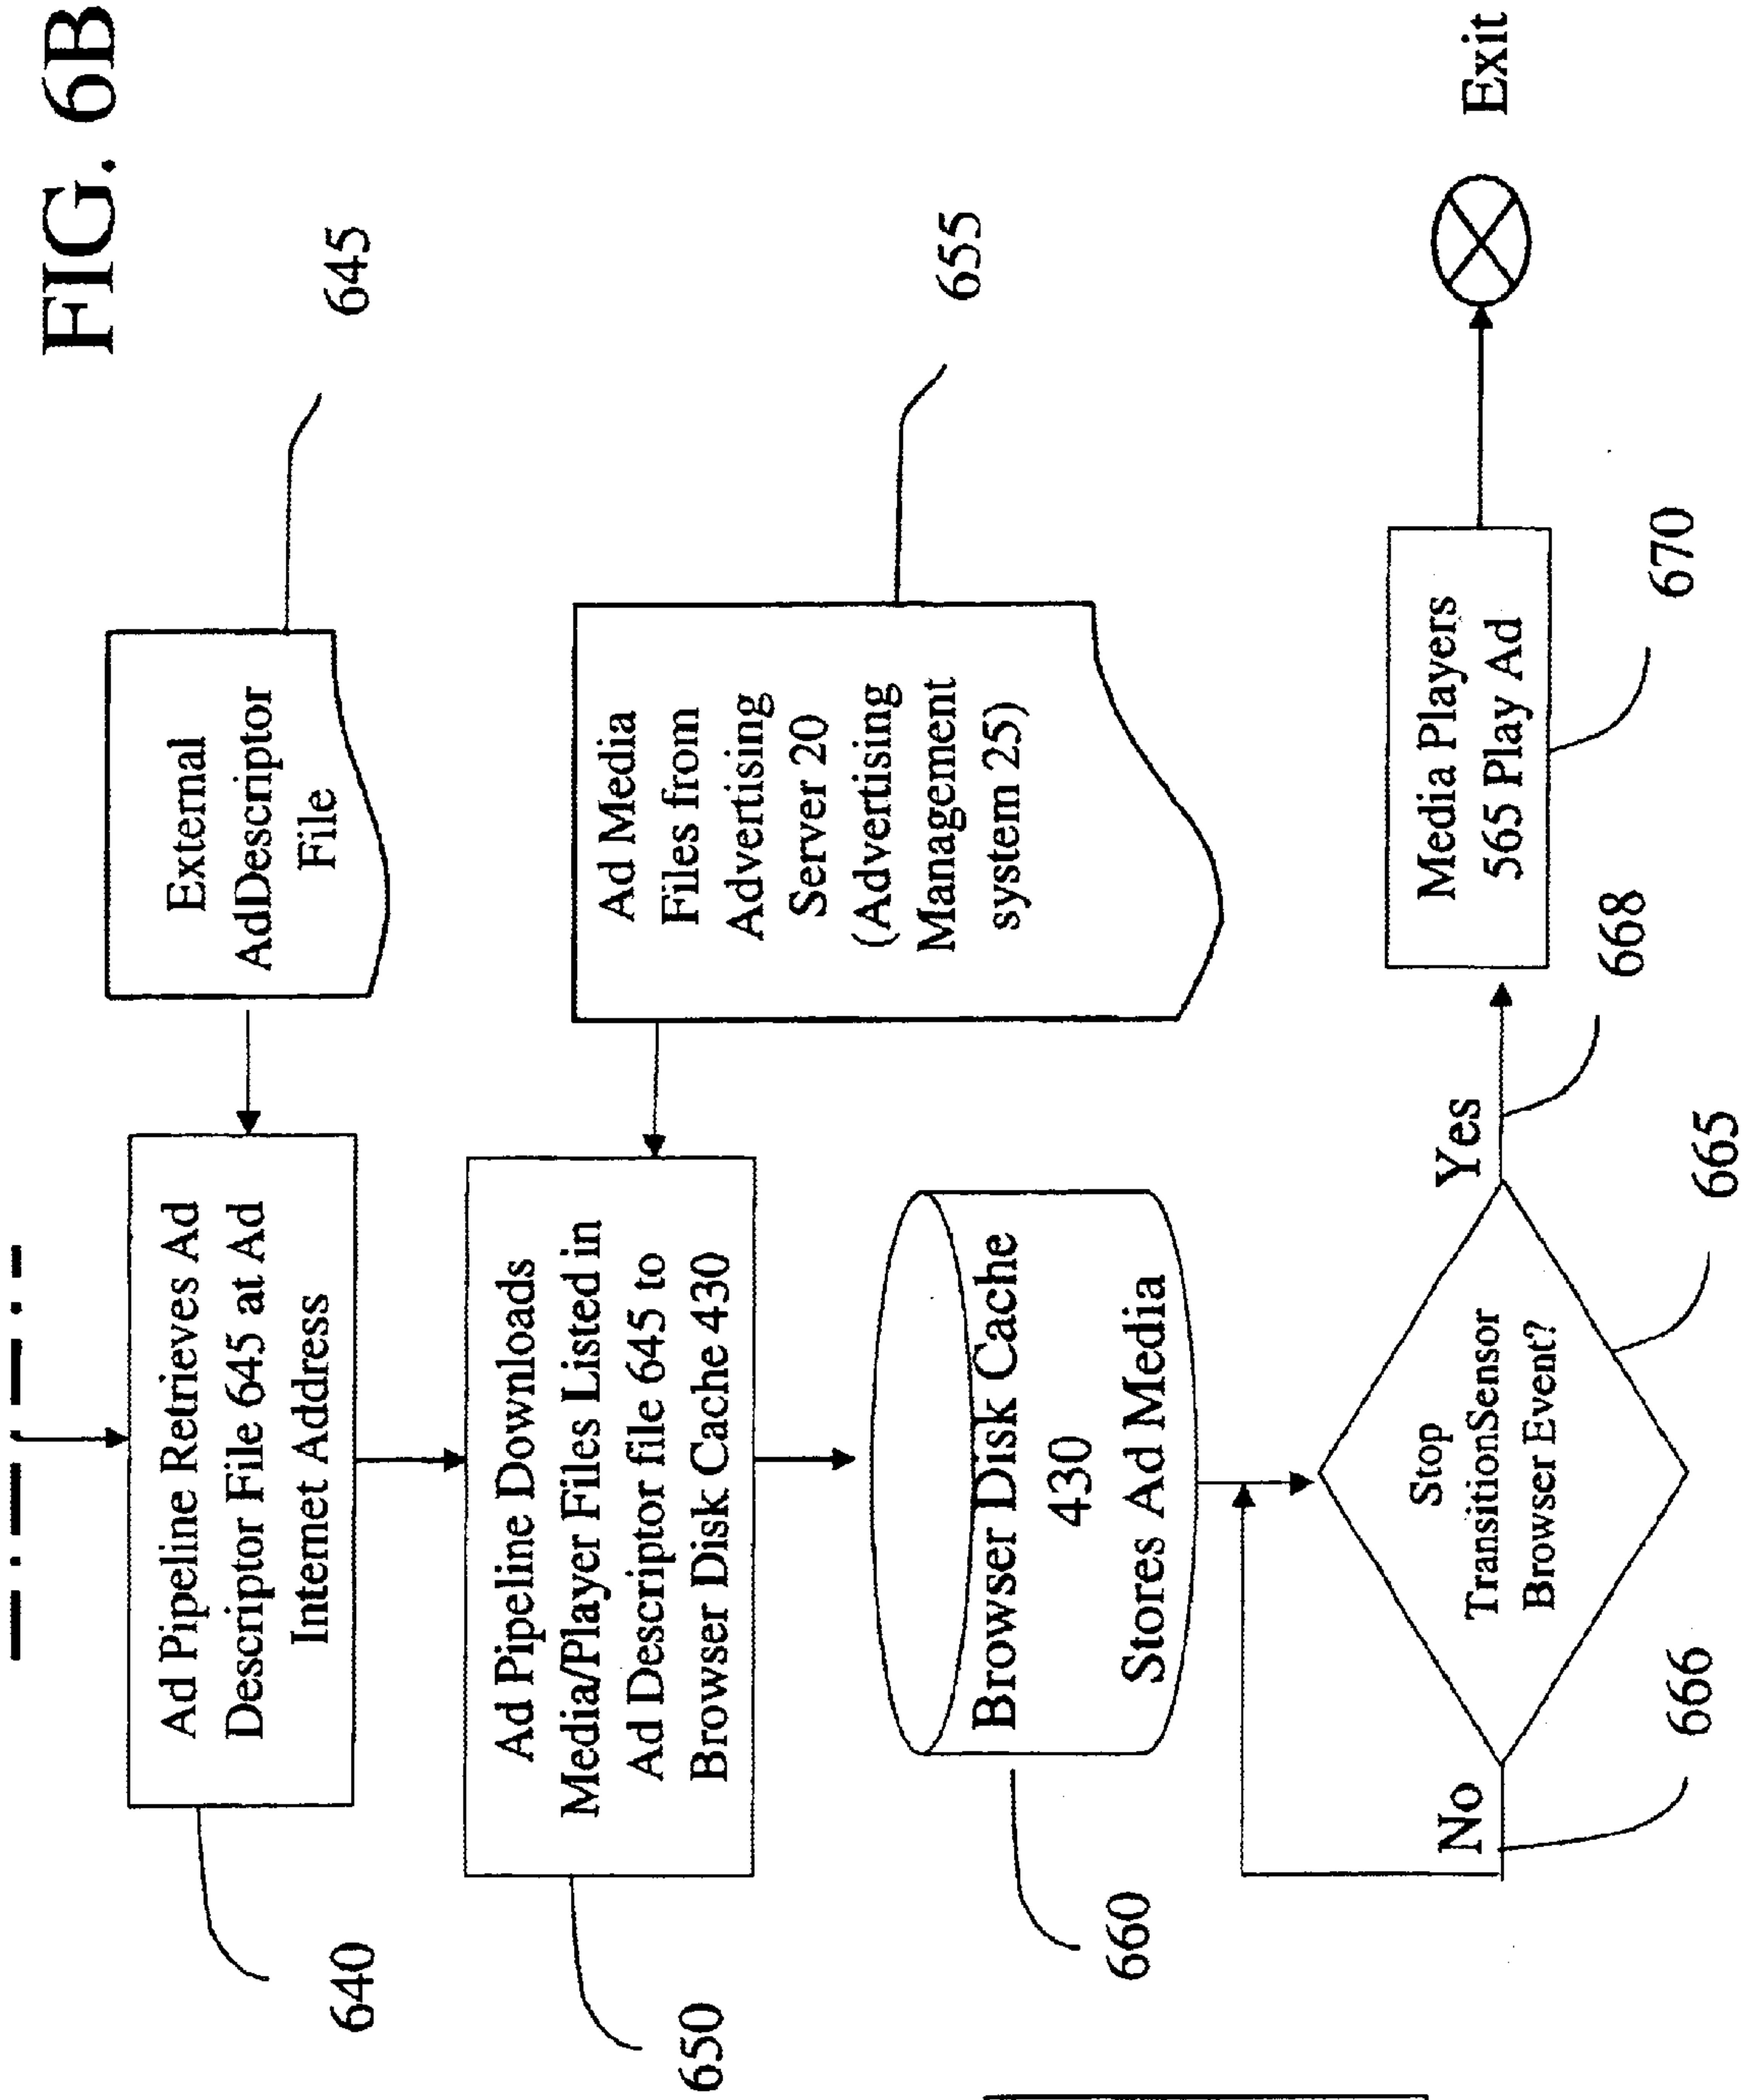 FIG. 6B
640
Ad Pipeline Retrieves Ad
Descriptor File 645 at Ad
Internet Address
External
AdDescriptor
File
645
650
Ad Pipeline Downloads
Media/Player Files Listed in
Ad Descriptor file 645 to
Browser Disk Cache 430
Ad Media
Files from
Advertising
Server 20
(Advertising
Management
system 25)
655
660
Browser Disk Cache
430
Stores Ad Media
No
666
Stop
TransitionSensor
Browser Event?
665
Yes
668
Media Players
565 Play Ad
670
Exit